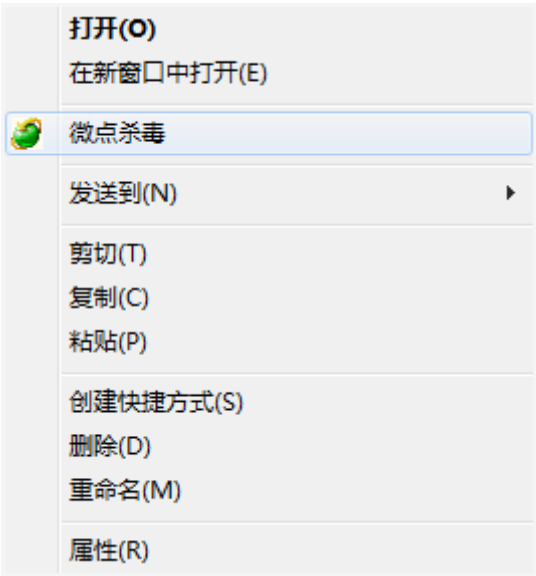 打开(O)
在新窗口中打开(E)
微点杀毒
发送到(N)
剪切(T)
复制(C)
粘贴(P)
创建快捷方式(S)
删除(D)
重命名(M)
属性(R)